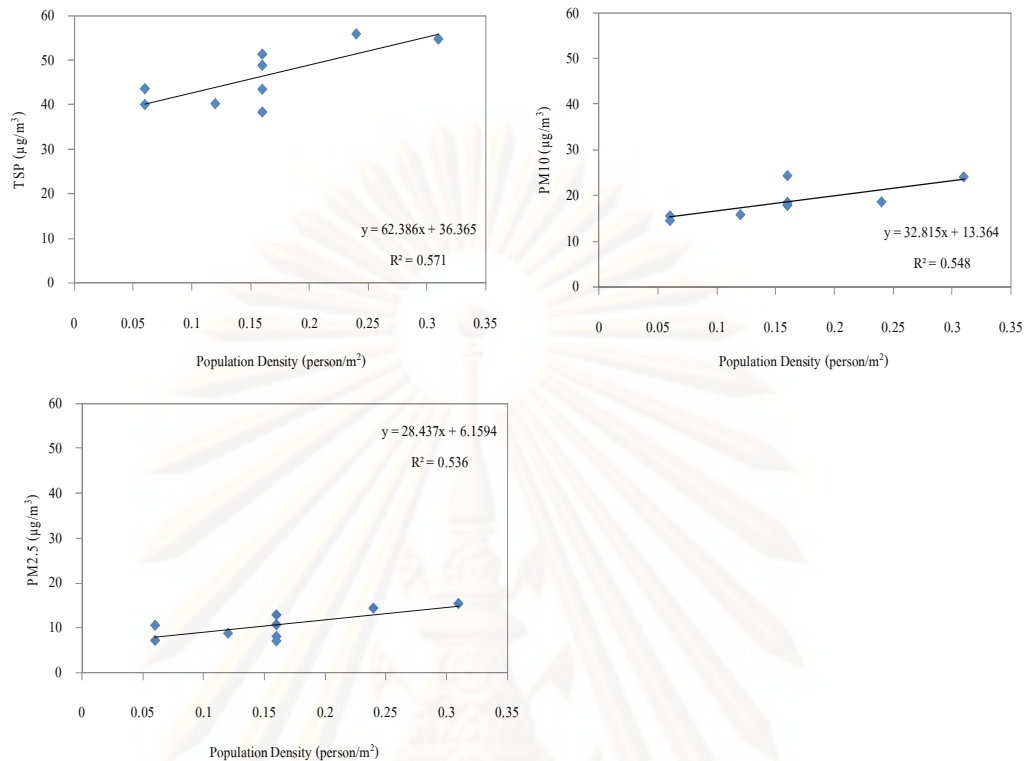 60
50
40
30
20
10
0
TSP (µg/m³)
y = 62.386x + 36.365
R² = 0.571
0 0.05 0.1 0.15 0.2 0.25 0.3 0.35
Population Density (person/m²)
60
50
40
30
20
10
0
PM10 (µg/m³)
y = 32.815x + 13.364
R² = 0.548
0 0.05 0.1 0.15 0.2 0.25 0.3 0.35
Population Density (person/m²)
60
50
40
30
20
10
0
PM2.5 (µg/m³)
y = 28.437x + 6.1594
R² = 0.536
0 0.05 0.1 0.15 0.2 0.25 0.3 0.35
Population Density (person/m²)